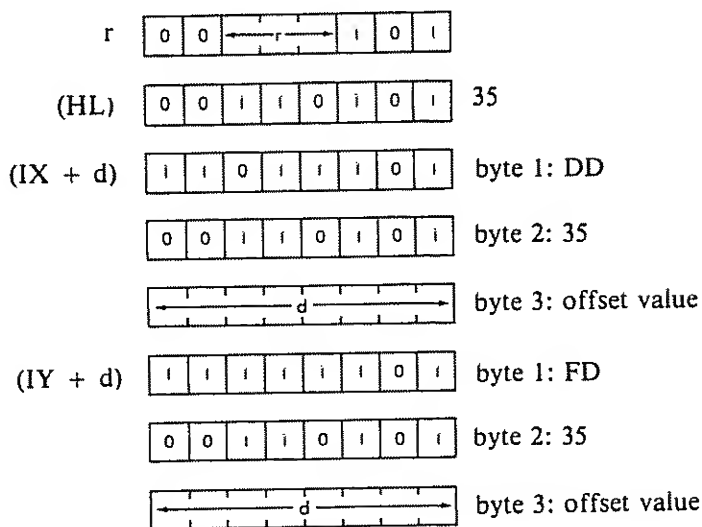 r 0 0 r 1 0 1
(HL) 0 0 1 1 0 1 0 1 35
(IX + d) 1 1 0 1 1 1 0 1 byte 1: DD
0 0 1 1 0 1 0 1 byte 2: 35
d byte 3: offset value
(IY + d) 1 1 1 1 1 1 0 1 byte 1: FD
0 0 1 1 0 1 0 1 byte 2: 35
d byte 3: offset value